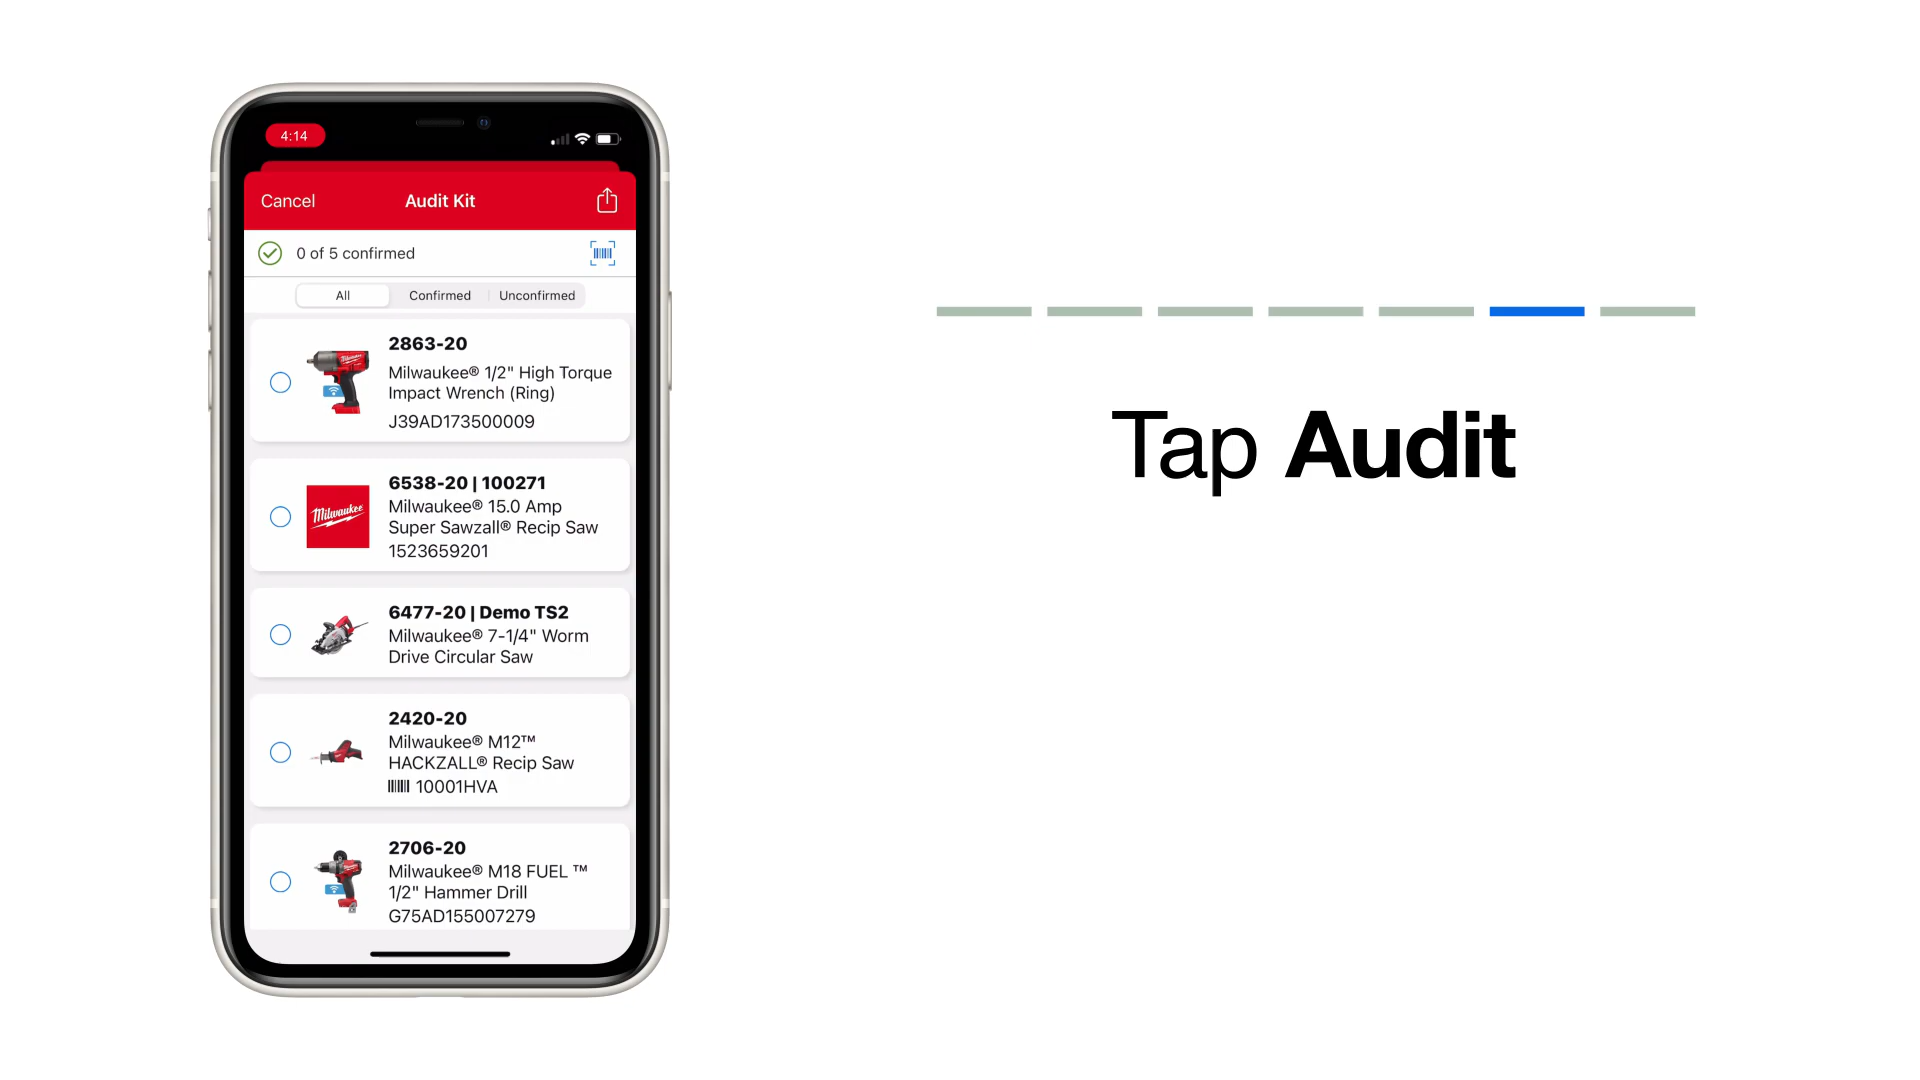 4:14
Cancel
Audit Kit
0 of 5 confirmed
All
Confirmed
Unconfirmed
2863-20
Milwaukee® 1/2" High Torque
Impact Wrench (Ring)
J39AD173500009
Milwaukee
6538-20 | 100271
Milwaukee® 15.0 Amp
Super Sawzall® Recip Saw
1523659201
6477-20 | Demo TS2
Milwaukee® 7-1/4" Worm
Drive Circular Saw
2420-20
Milwaukee® M12™
HACKZALL® Recip Saw
10001HVA
2706-20
Milwaukee® M18 FUEL ™
1/2" Hammer Drill
G75AD155007279
Tap Audit